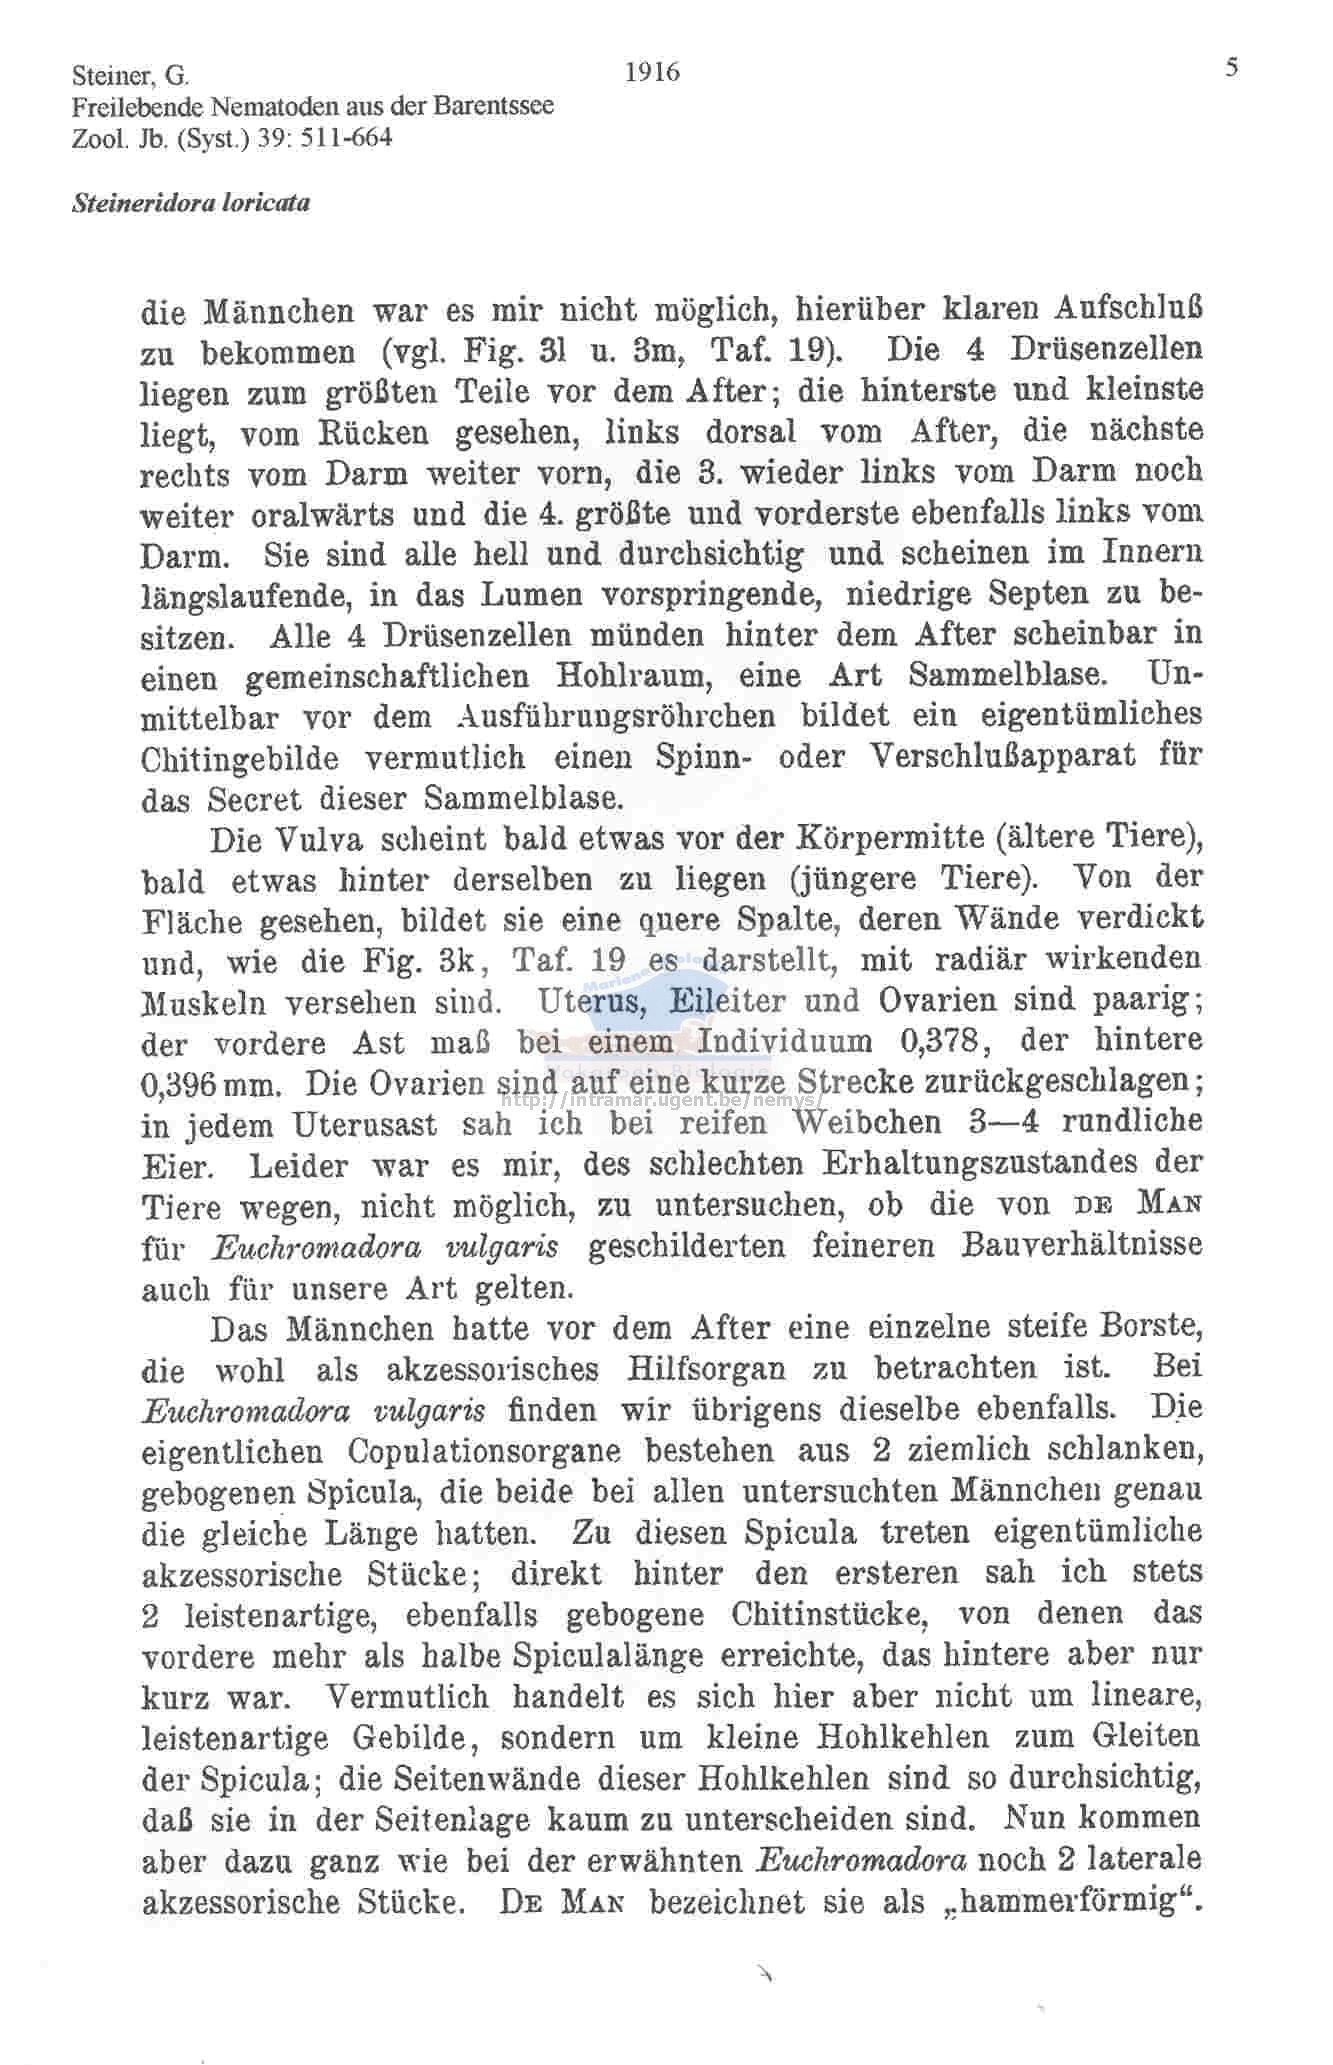 Steiner, G.
1916
5
Freilebende Nematoden aus der Barentssee
Zool. Jb. (Syst.) 39: 511-664
Steineridora loricata
die Männchen war es mir nicht möglich, hierüber klaren Aufschluß
zu bekommen (vgl. Fig. 3l u. 3m, Taf. 19). Die 4 Drüsenzellen
liegen zum größten Teile vor dem After; die hinterste und kleinste
liegt, vom Rücken gesehen, links dorsal vom After, die nächste
rechts vom Darm weiter vorn, die 3. wieder links vom Darm noch
weiter oralwärts und die 4. größte und vorderste ebenfalls links vom
Darm. Sie sind alle hell und durchsichtig und scheinen im Innern
längslaufende, in das Lumen vorspringende, niedrige Septen zu be-
sitzen. Alle 4 Drüsenzellen münden hinter dem After scheinbar in
einen gemeinschaftlichen Hohlraum, eine Art Sammelblase. Un-
mittelbar vor dem Ausführungsröhrchen bildet ein eigentümliches
Chitingebilde vermutlich einen Spinn- oder Verschlußapparat für
das Secret dieser Sammelblase.
Die Vulva scheint bald etwas vor der Körpermitte (ältere Tiere),
bald etwas hinter derselben zu liegen (jüngere Tiere). Von der
Fläche gesehen, bildet sie eine quere Spalte, deren Wände verdickt
und, wie die Fig. 3k, Taf. 19 es darstellt, mit radiär wirkenden
Muskeln versehen sind. Uterus, Eileiter und Ovarien sind paarig;
der vordere Ast maß bei einem Individuum 0,378, der hintere
0,396 mm. Die Ovarien sind auf eine kurze Strecke zurückgeschlagen;
http://intramar.ugent.be/nemys/
in jedem Uterusast sah ich bei reifen Weibchen 3—4 rundliche
Eier. Leider war es mir, des schlechten Erhaltungszustandes der
Tiere wegen, nicht möglich, zu untersuchen, ob die von DE MAN
für Euchromadora vulgaris geschilderten feineren Bauverhältnisse
auch für unsere Art gelten.
Das Männchen hatte vor dem After eine einzelne steife Borste,
die wohl als akzessorisches Hilfsorgan zu betrachten ist. Bei
Euchromadora vulgaris finden wir übrigens dieselbe ebenfalls. Die
eigentlichen Copulationsorgane bestehen aus 2 ziemlich schlanken,
gebogenen Spicula, die beide bei allen untersuchten Männchen genau
die gleiche Länge hatten. Zu diesen Spicula treten eigentümliche
akzessorische Stücke; direkt hinter den ersteren sah ich stets
2 leistenartige, ebenfalls gebogene Chitinstücke, von denen das
vordere mehr als halbe Spiculalänge erreichte, das hintere aber nur
kurz war. Vermutlich handelt es sich hier aber nicht um lineare,
leistenartige Gebilde, sondern um kleine Hohlkehlen zum Gleiten
der Spicula; die Seitenwände dieser Hohlkehlen sind so durchsichtig,
daß sie in der Seitenlage kaum zu unterscheiden sind. Nun kommen
aber dazu ganz wie bei der erwähnten Euchromadora noch 2 laterale
akzessorische Stücke. DE MAN bezeichnet sie als „hammerförmig“.